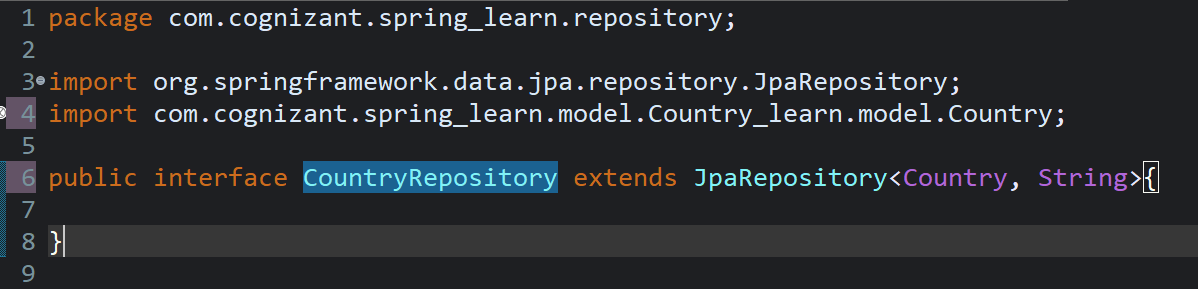 1 package com.cognizant.spring_learn.repository;
2
3 import org.springframework.data.jpa.repository.JpaRepository;
4 import com.cognizant.spring_learn.model.Country_learn.model.Country;
5
6 public interface CountryRepository extends JpaRepository<Country, String>{
7
8 }
9